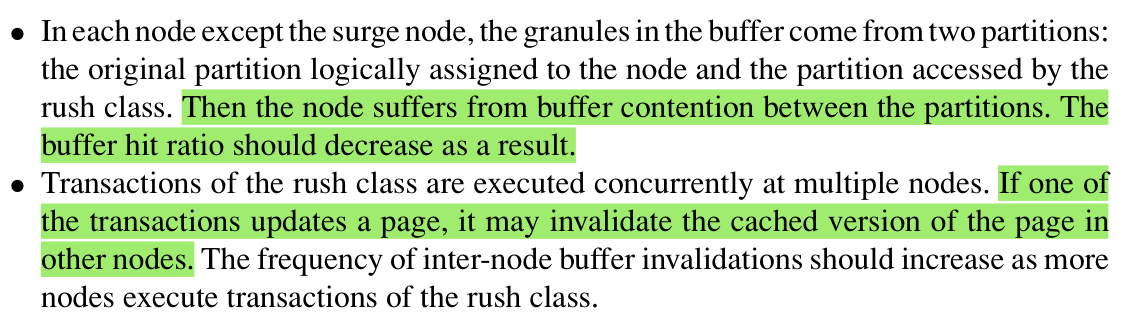 • In each node except the surge node, the granules in the buffer come from two partitions:
the original partition logically assigned to the node and the partition accessed by the
rush class. Then the node suffers from buffer contention between the partitions. The
buffer hit ratio should decrease as a result.
• Transactions of the rush class are executed concurrently at multiple nodes. If one of
the transactions updates a page, it may invalidate the cached version of the page in
other nodes. The frequency of inter-node buffer invalidations should increase as more
nodes execute transactions of the rush class.